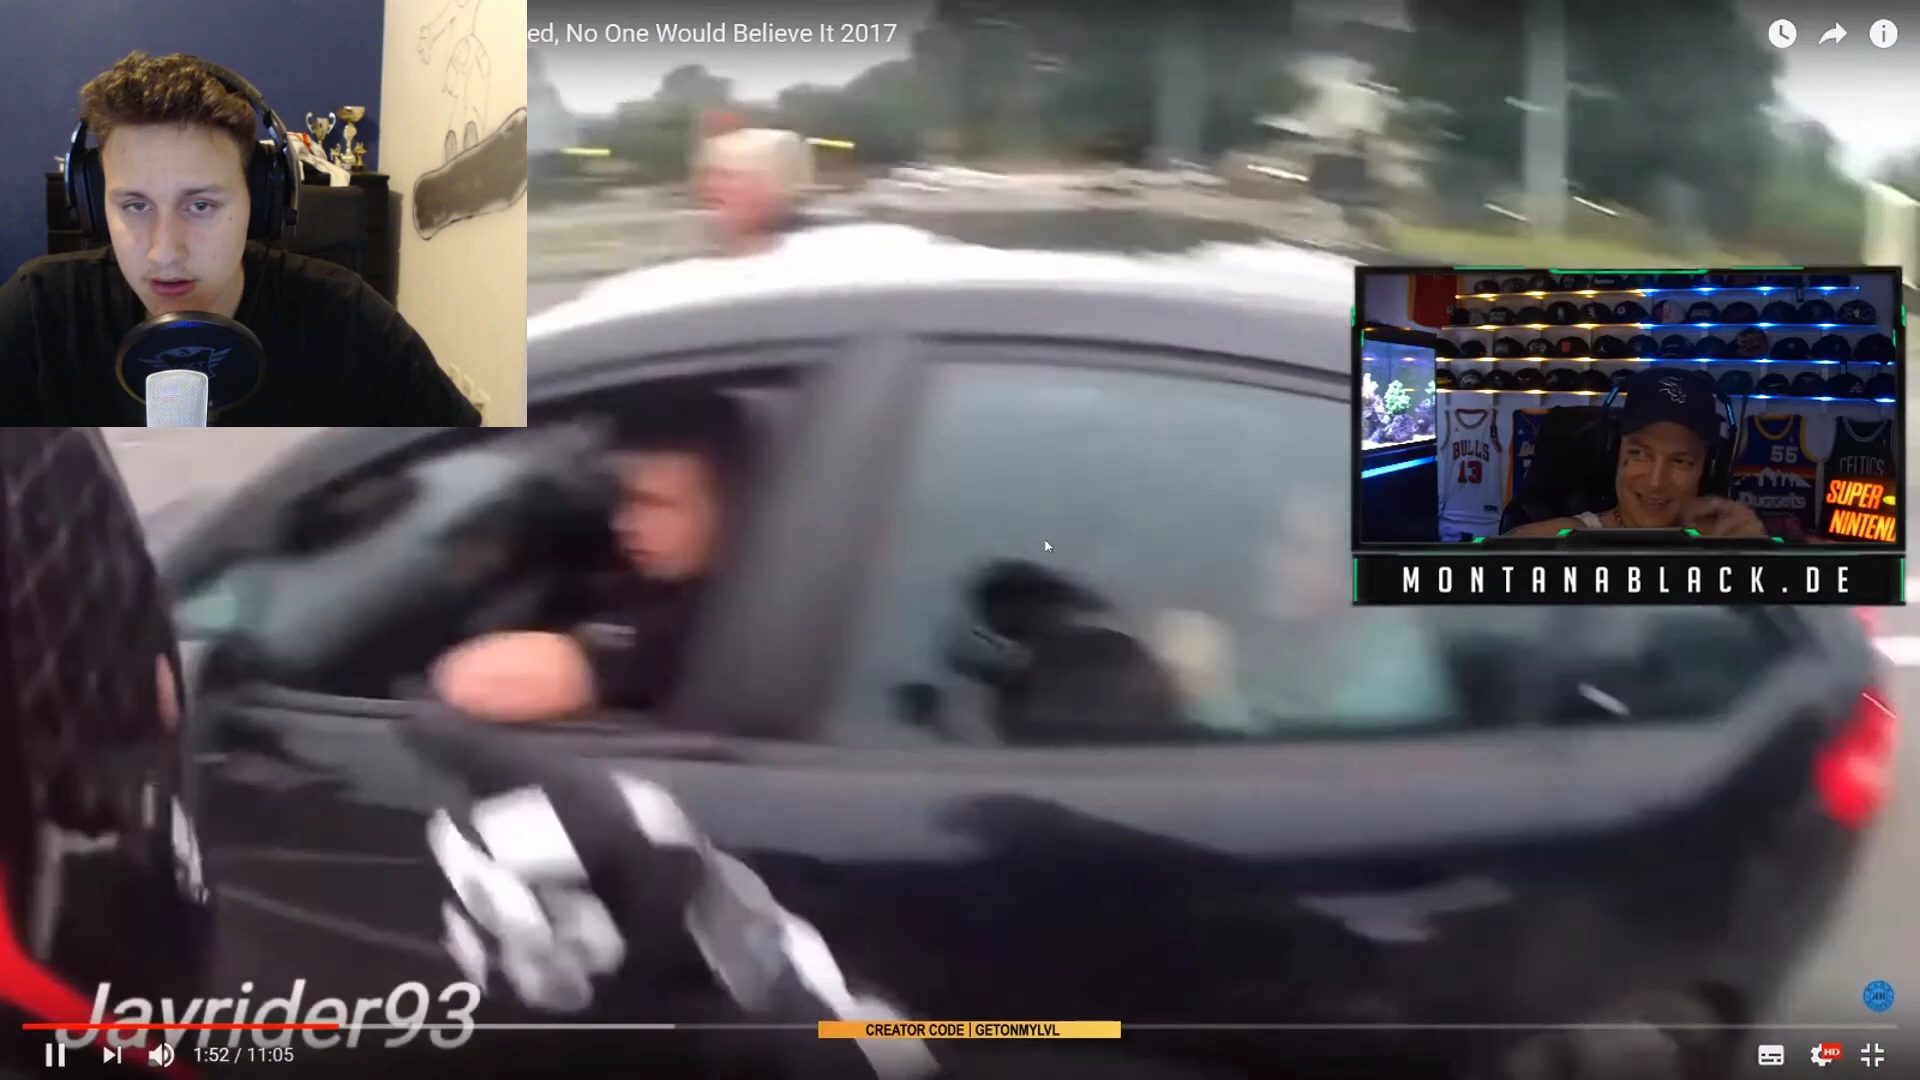 ed, No One Would Believe It 2017
BULLS
13
55
Nuggets
CELTICS
SUPER
NINTEN
MONTANABLACK.DE
Jayrider93
CREATOR CODE | GETONMYLVL
1:52 / 11:05
HD